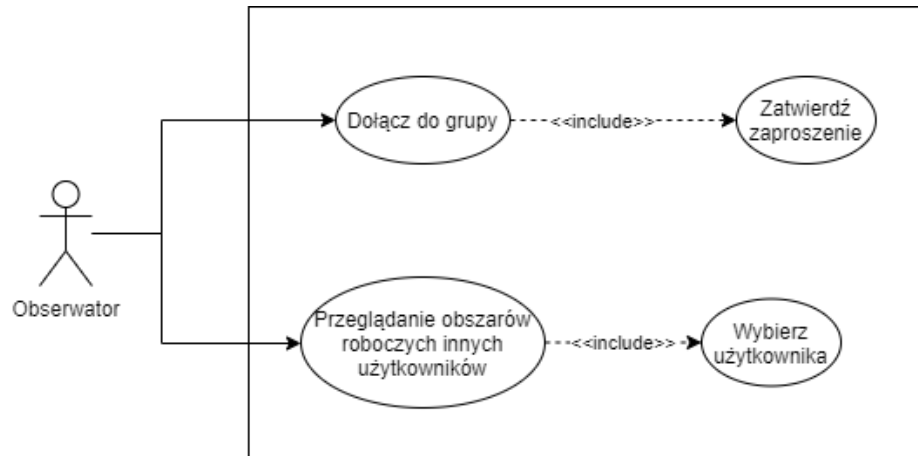 Dołącz do grupy
<<include>>
Zatwierdź
zaproszenie
Obserwator
Przeglądanie obszarów
roboczych innych
użytkowników
<<include>>
Wybierz
użytkownika